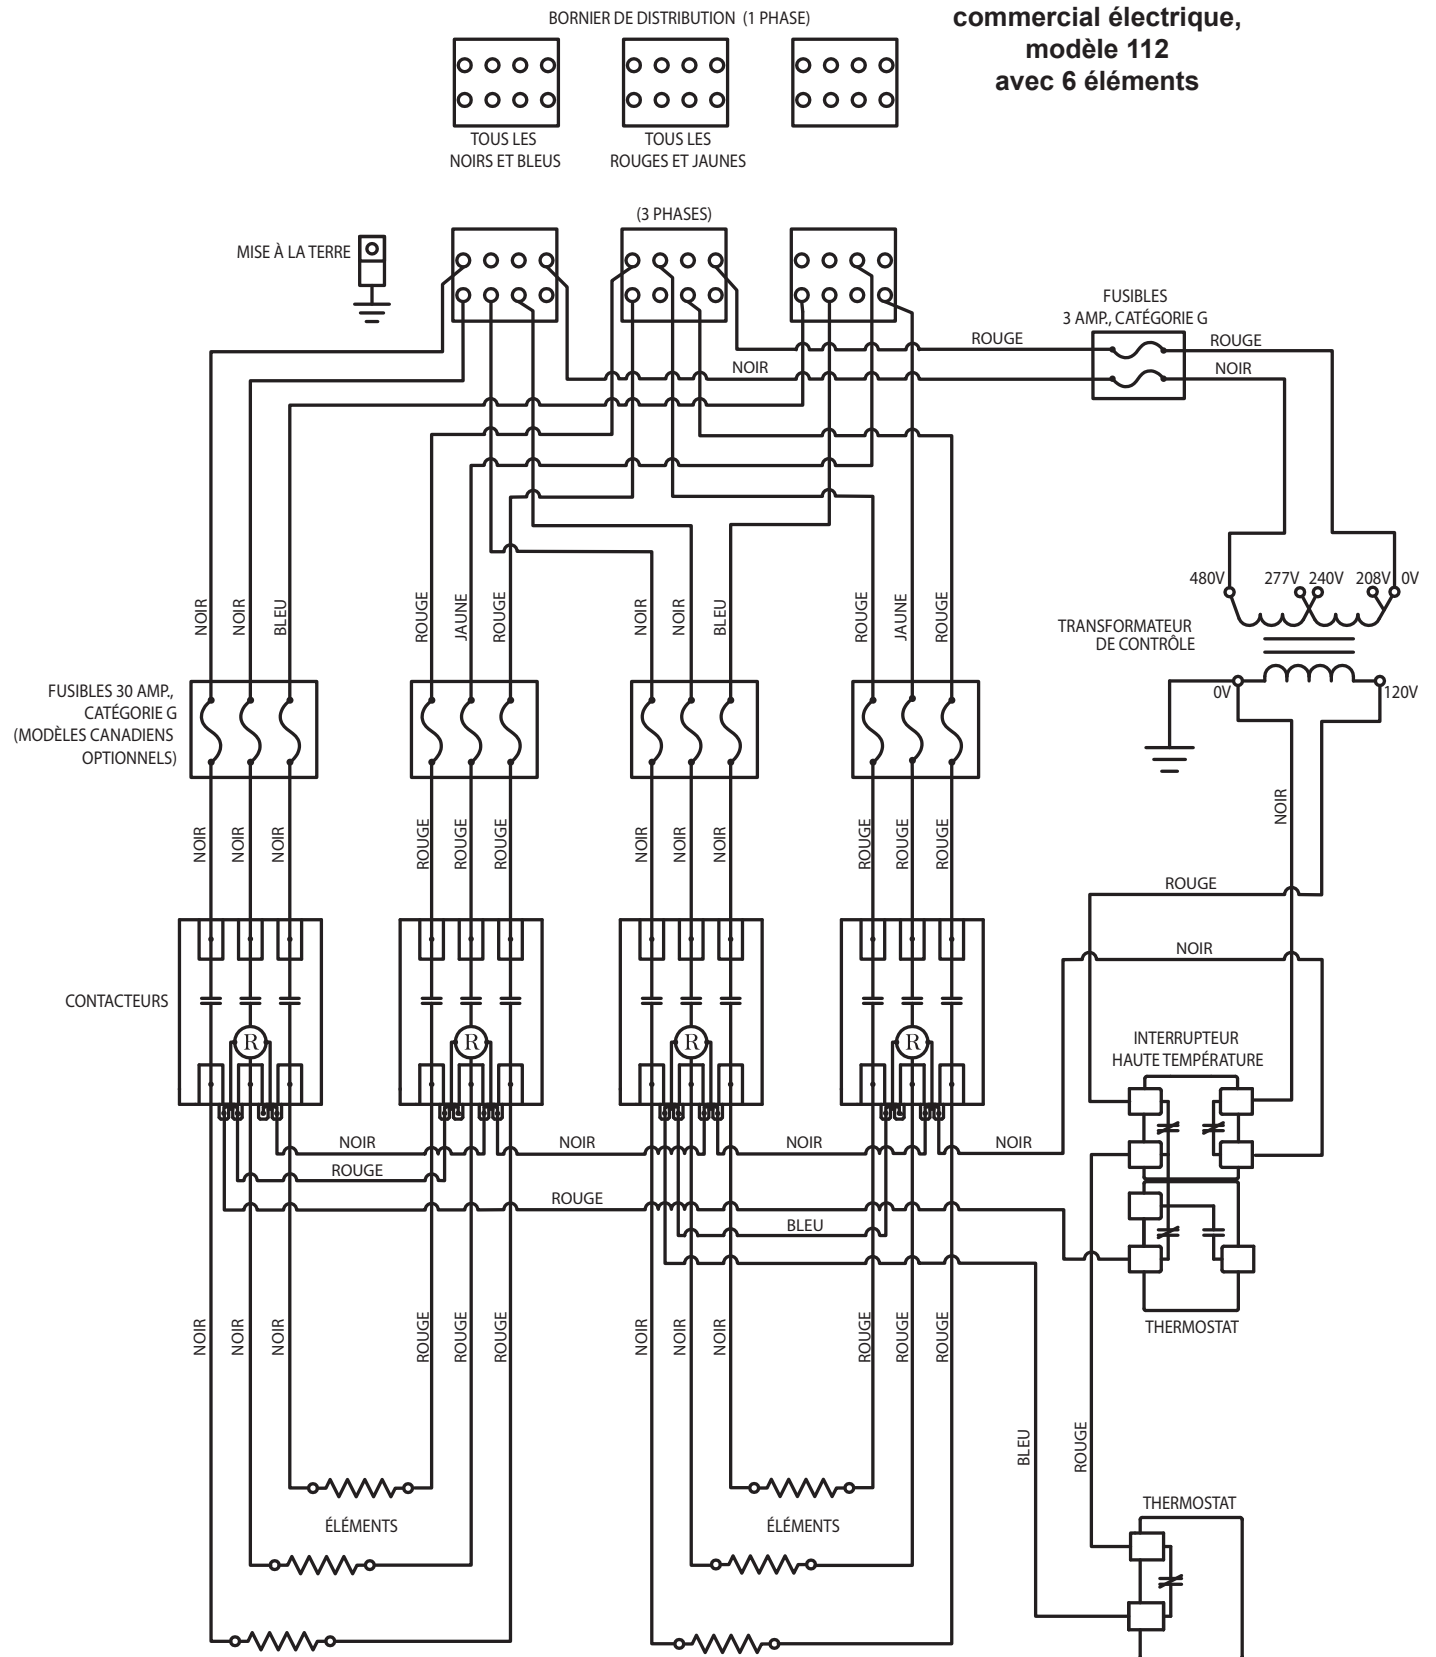 commercial électrique,
modèle 112
avec 6 éléments
BORNIER DE DISTRIBUTION (1 PHASE)
TOUS LES
NOIRS ET BLEUS
TOUS LES
ROUGES ET JAUNES
(3 PHASES)
MISE À LA TERRE
FUSIBLES
3 AMP., CATÉGORIE G
ROUGE
ROUGE
NOIR
NOIR
NOIR
NOIR
BLEU
ROUGE
JAUNE
ROUGE
NOIR
NOIR
BLEU
ROUGE
JAUNE
ROUGE
480V
277V
240V
208V
0V
TRANSFORMATEUR
DE CONTRÔLE
0V
120V
FUSIBLES 30 AMP.,
CATÉGORIE G
(MODÈLES CANADIENS
OPTIONNELS)
NOIR
NOIR
NOIR
NOIR
ROUGE
ROUGE
ROUGE
NOIR
NOIR
NOIR
ROUGE
ROUGE
ROUGE
ROUGE
NOIR
CONTACTEURS
R
R
R
R
INTERRUPTEUR
HAUTE TEMPÉRATURE
NOIR
NOIR
NOIR
NOIR
ROUGE
ROUGE
BLEU
THERMOSTAT
NOIR
NOIR
NOIR
ROUGE
ROUGE
ROUGE
NOIR
NOIR
NOIR
ROUGE
ROUGE
ROUGE
BLEU
ROUGE
ÉLÉMENTS
ÉLÉMENTS
THERMOSTAT